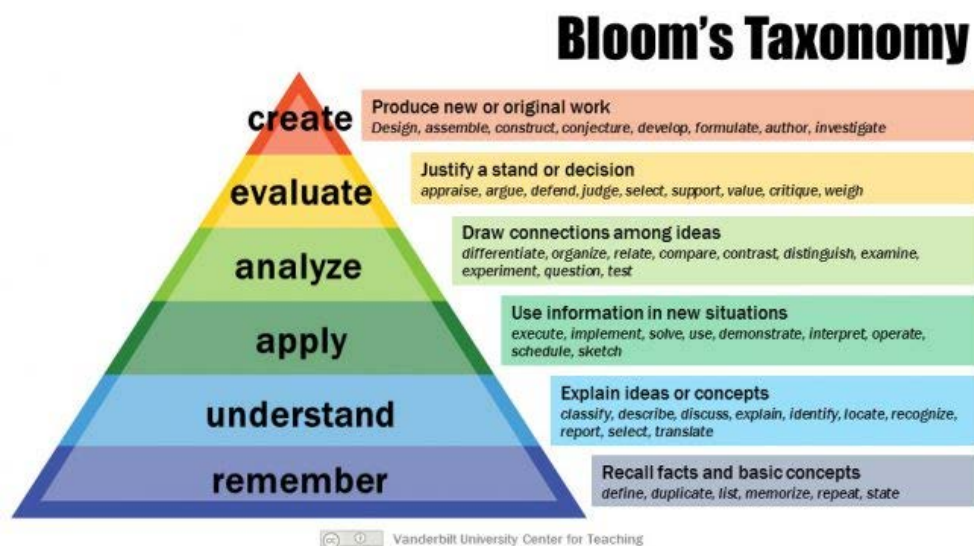 Bloom's Taxonomy
create
Produce new or original work
Design, assemble, construct, conjecture, develop, formulate, author, investigate
evaluate
Justify a stand or decision
appraise, argue, defend, judge, select, support, value, critique, weigh
analyze
Draw connections among ideas
differentiate, organize, relate, compare, contrast, distinguish, examine,
experiment, question, test
apply
Use information in new situations
execute, implement, solve, use, demonstrate, interpret, operate,
schedule, sketch
understand
Explain ideas or concepts
classify, describe, discuss, explain, identify, locate, recognize,
report, select, translate
remember
Recall facts and basic concepts
define, duplicate, list, memorize, repeat, state
cc
Vanderbilt University Center for Teaching